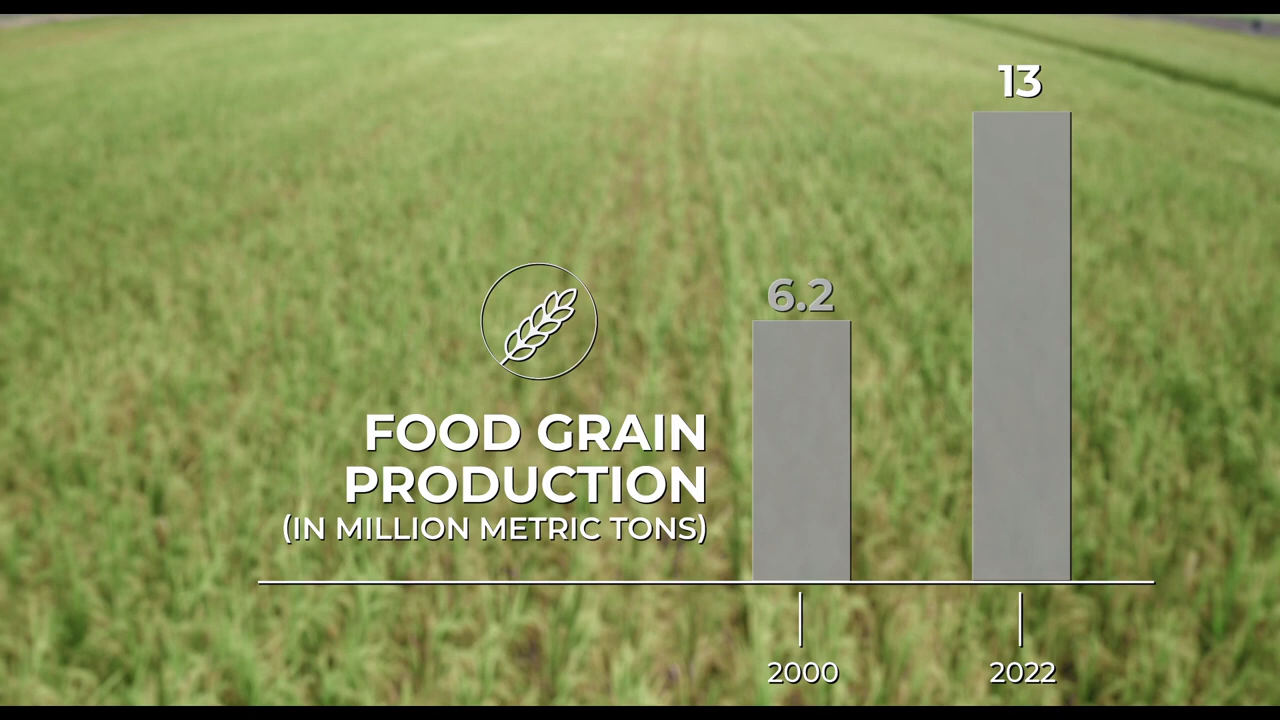 13
6.2
FOOD GRAIN
PRODUCTION
(IN MILLION METRIC TONS)
2000
2022